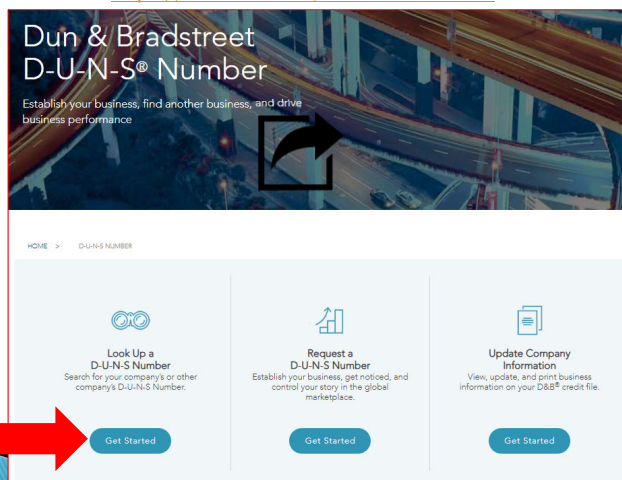 Dun & Bradstreet
D-U-N-S® Number
Establish your business, find another business, and drive
business performance
HOME > D-U-N-S NUMBER
Look Up a
D-U-N-S Number
Search for your company's or other
company's D-U-N-S Number.
Get Started
Request a
D-U-N-S Number
Establish your business, get noticed, and
control your story in the global
marketplace.
Get Started
Update Company
Information
View, update, and print business
information on your D&B® credit file.
Get Started